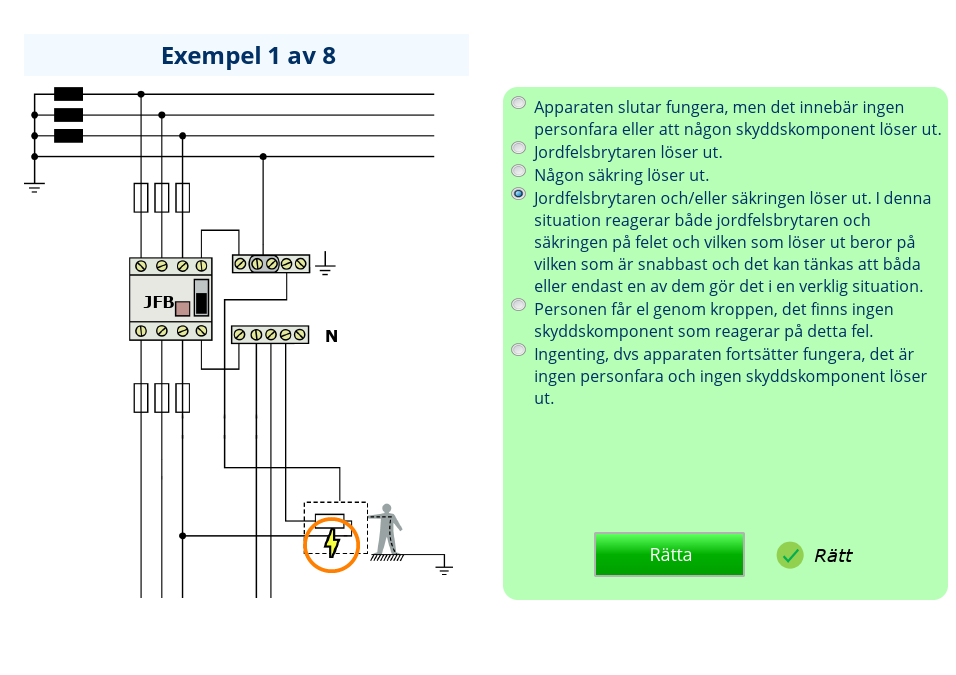 Exempel 1 av 8
JFB
N
Apparaten slutar fungera, men det innebär ingen
personfara eller att någon skyddskomponent löser ut.
Jordfelsbrytaren löser ut.
Någon säkring löser ut.
Jordfelsbrytaren och/eller säkringen löser ut. I denna
situation reagerar både jordfelsbrytaren och
säkringen på felet och vilken som löser ut beror på
vilken som är snabbast och det kan tänkas att båda
eller endast en av dem gör det i en verklig situation.
Personen får el genom kroppen, det finns ingen
skyddskomponent som reagerar på detta fel.
Ingenting, dvs apparaten fortsätter fungera, det är
ingen personfara och ingen skyddskomponent löser
ut.
Rätta
Rätt